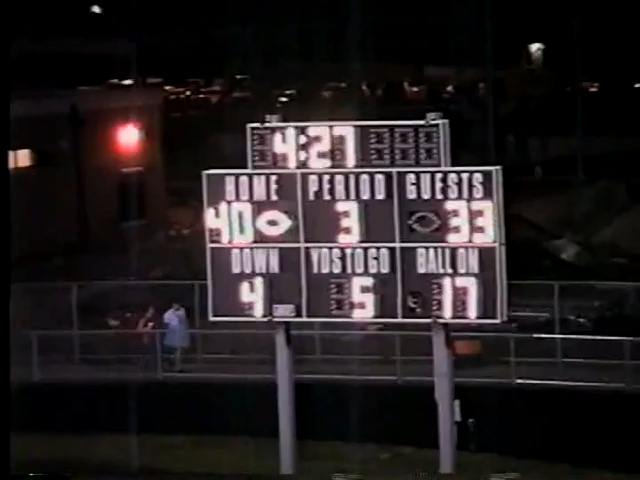 4:27
HOME PERIOD GUESTS
40 3 33
DOWN YDS TO GO BALL ON
4 5 17